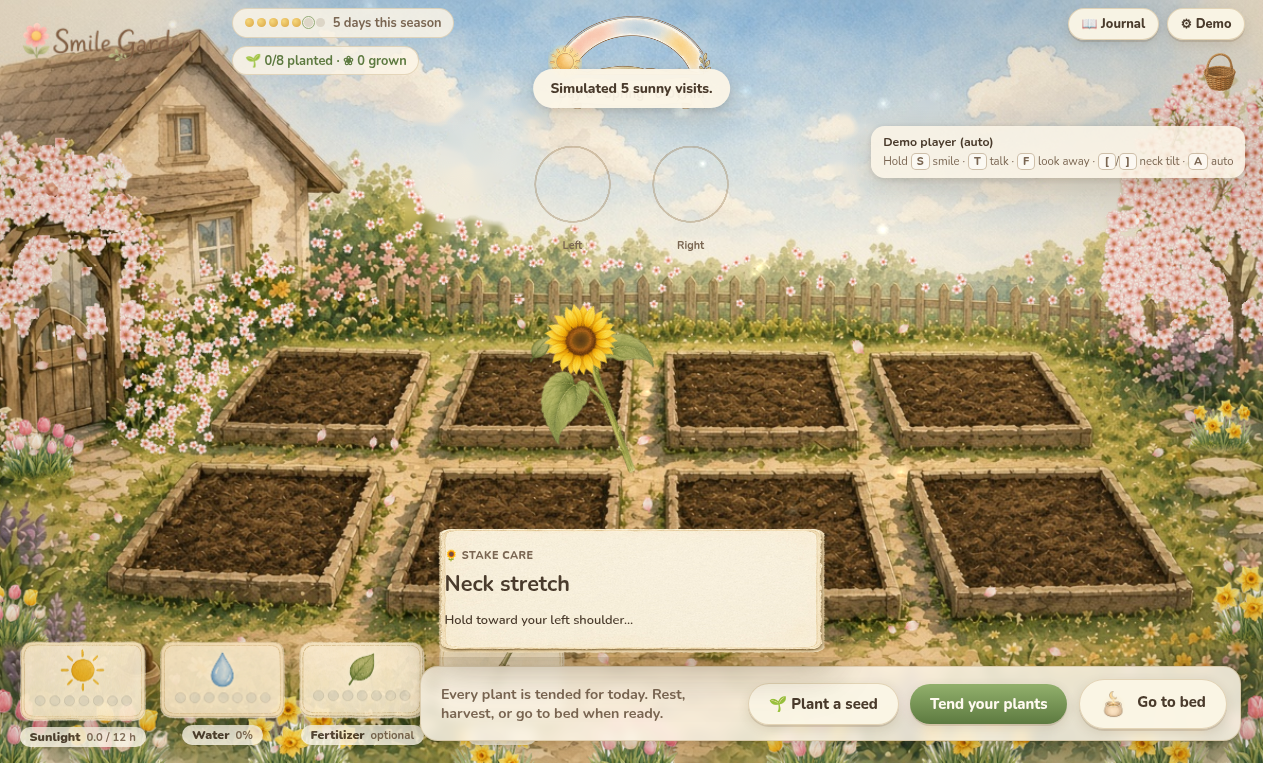 Smile Gard
5 days this season
0/8 planted · 0 grown
Simulated 5 sunny visits.
Journal
Demo
Demo player (auto)
Hold S smile · T talk · F look away · [ / ] neck tilt · A auto
Left
Right
STAKE CARE
Neck stretch
Hold toward your left shoulder...
Sunlight 0.0 / 12 h
Water 0%
Fertilizer optional
Every plant is tended for today. Rest,
harvest, or go to bed when ready.
Plant a seed
Tend your plants
Go to bed